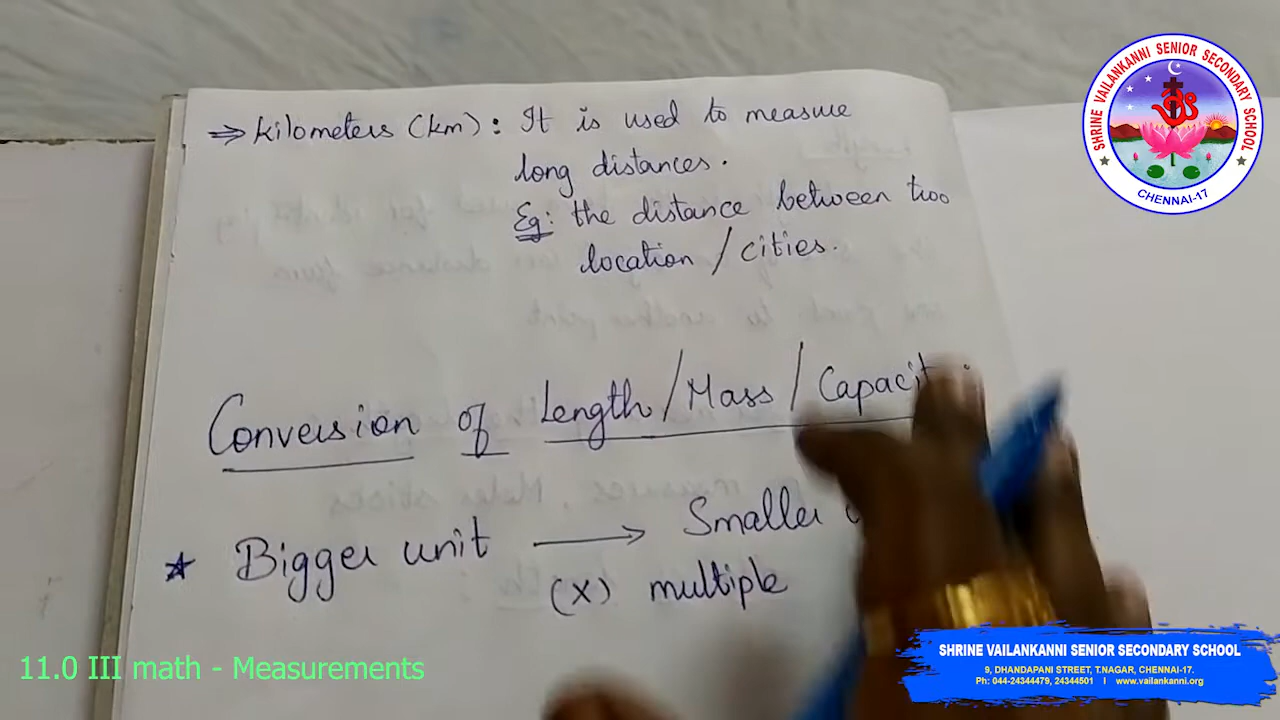 ⇒ kilometers (km) : It is used to measure
long distances.
Eg: the distance between two
location / cities.
Conversion of Length / Mass / Capacit
★ Bigger unit ⟶ Smaller
(x) multiple
11.0 III math - Measurements
SHRINE VAILANKANNI SENIOR SECONDARY SCHOOL
CHENNAI-17
SHRINE VAILANKANNI SENIOR SECONDARY SCHOOL
9, DHANDAPANI STREET, T.NAGAR, CHENNAI-17.
Ph: 044-24344479, 24344501 I www.vailankanni.org